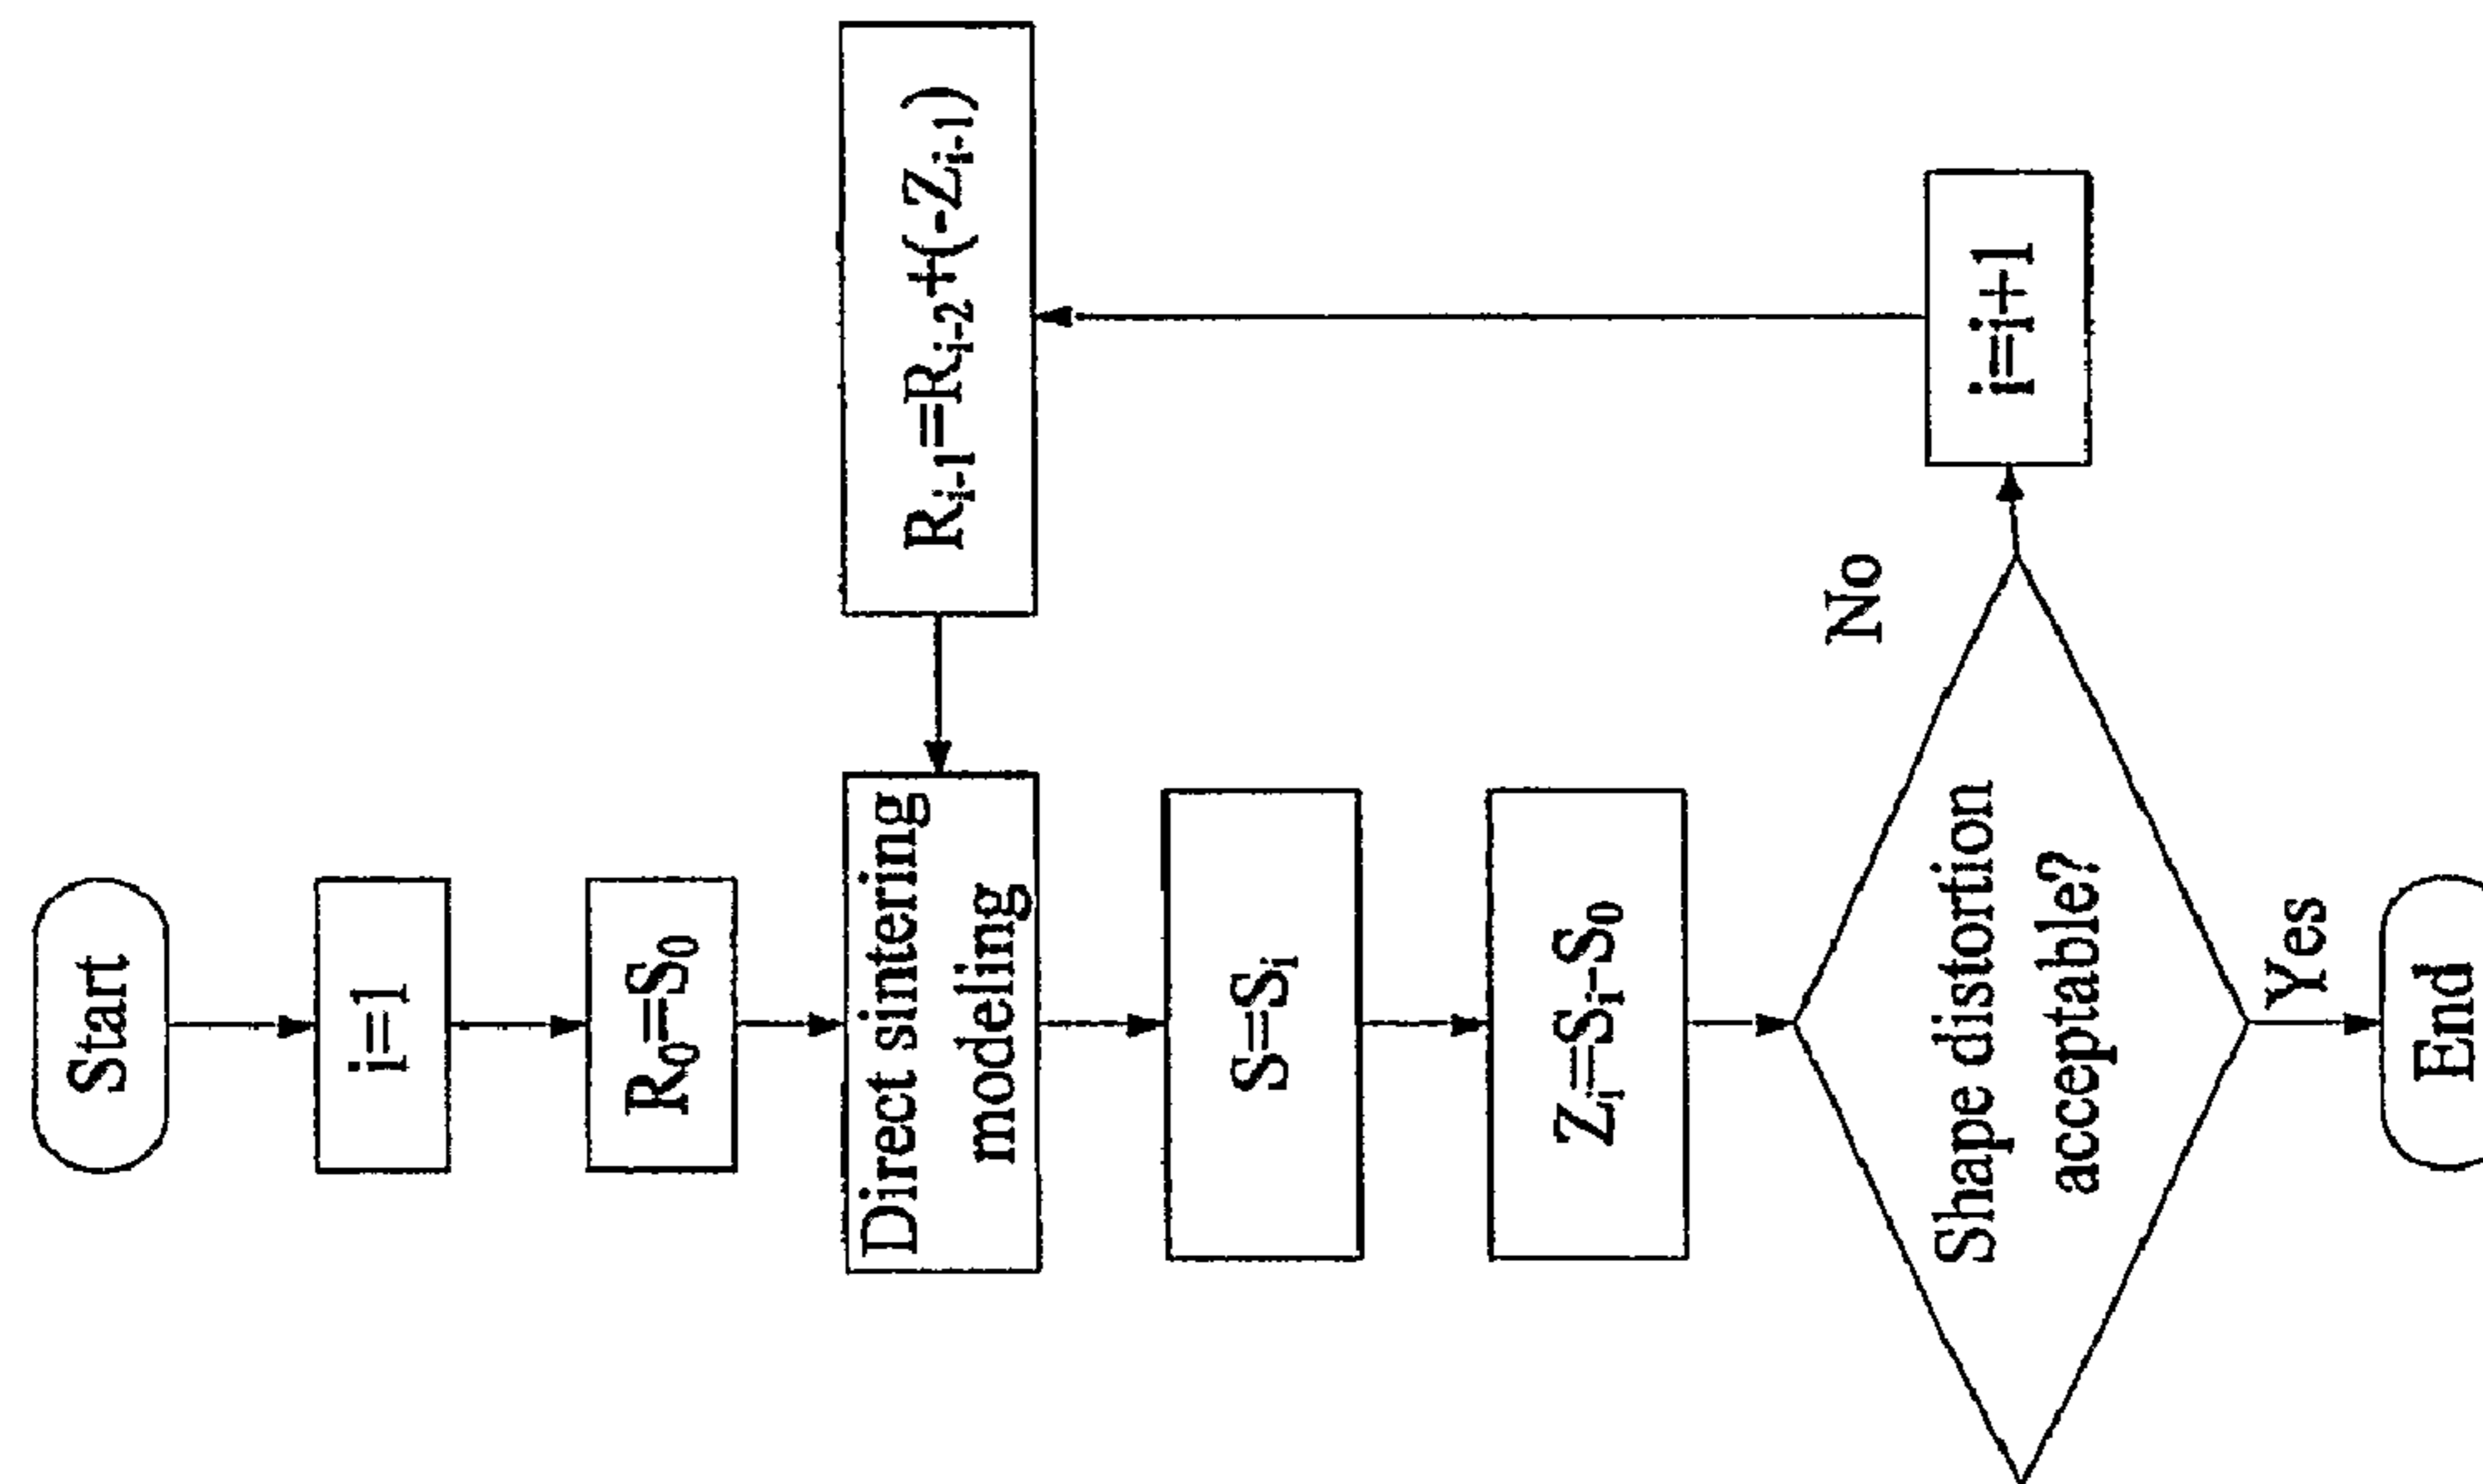 Start
i=1
R₀=S₀
Direct sintering
modeling
S=Sᵢ
Zᵢ=Sᵢ-S₀
Shape distortion
acceptable?
Yes
End
No
i=i+1
Rᵢ₋₁=Rᵢ₋₂+(-Zᵢ₋₁)